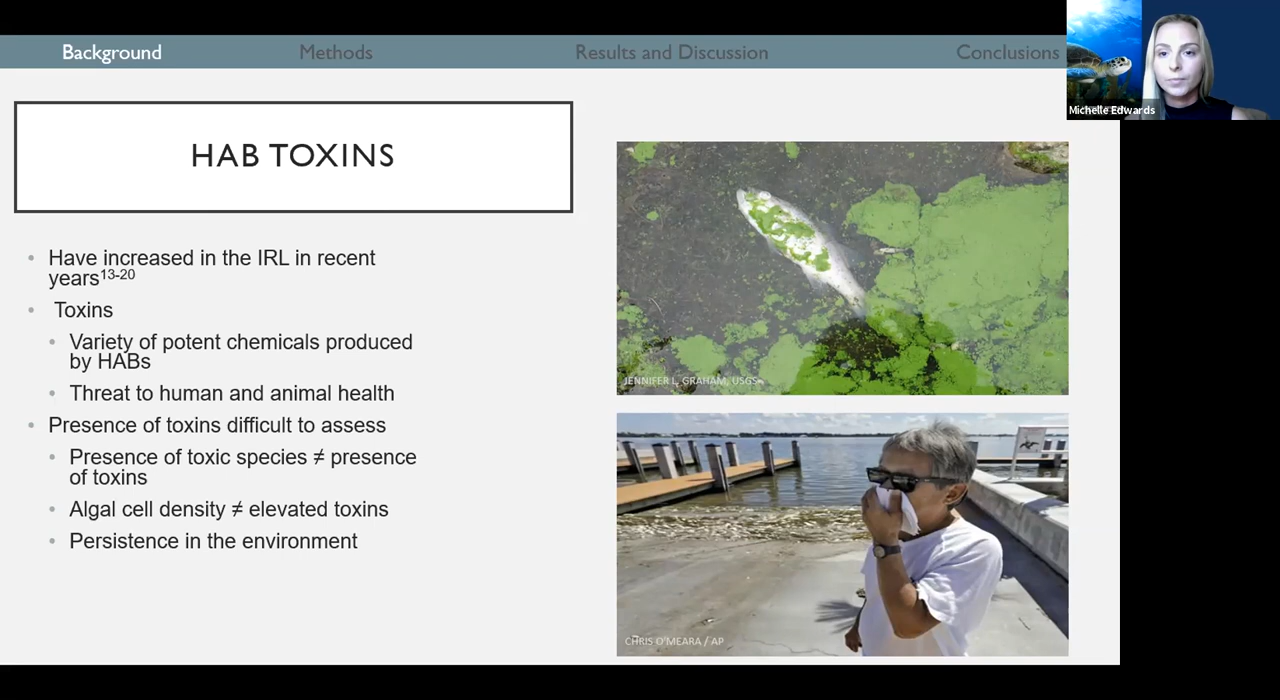 Background Methods Results and Discussion Conclusions
Michelle Edwards
HAB TOXINS
• Have increased in the IRL in recent
years13-20
• Toxins
• Variety of potent chemicals produced
by HABs
• Threat to human and animal health
• Presence of toxins difficult to assess
• Presence of toxic species ≠ presence
of toxins
• Algal cell density ≠ elevated toxins
• Persistence in the environment
JENNIFER L. GRAHAM, USGS
CHRIS O'MEARA / AP